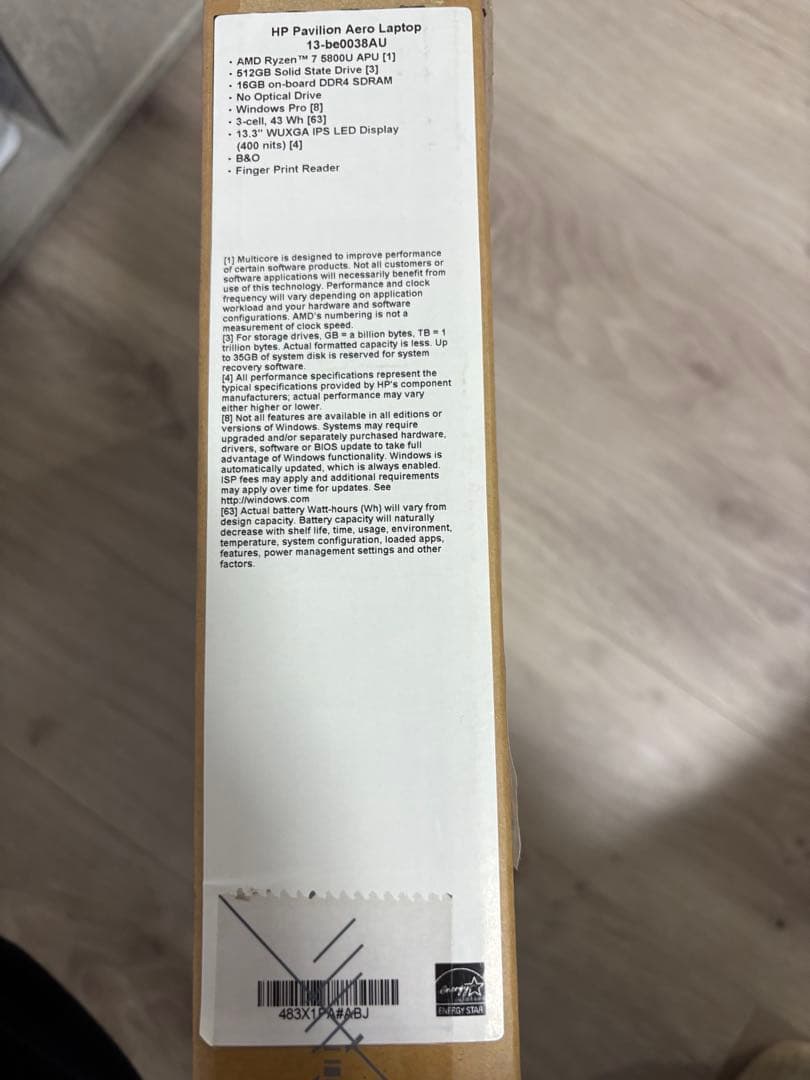 HP Pavilion Aero Laptop
13-be0038AU
• AMD Ryzen™ 7 5800U APU [1]
• 512GB Solid State Drive [3]
• 16GB on-board DDR4 SDRAM
• No Optical Drive
• Windows Pro [8]
• 3-cell, 43 Wh [63]
• 13.3" WUXGA IPS LED Display
(400 nits) [4]
• B&O
• Finger Print Reader
[1] Multicore is designed to improve performance
of certain software products. Not all customers or
software applications will necessarily benefit from
use of this technology. Performance and clock
frequency will vary depending on application
workload and your hardware and software
configurations. AMD's numbering is not a
measurement of clock speed.
[3] For storage drives, GB = a billion bytes, TB = 1
trillion bytes. Actual formatted capacity is less. Up
to 35GB of system disk is reserved for system
recovery software.
[4] All performance specifications represent the
typical specifications provided by HP's component
manufacturers; actual performance may vary
either higher or lower.
[8] Not all features are available in all editions or
versions of Windows. Systems may require
upgraded and/or separately purchased hardware,
drivers, software or BIOS update to take full
advantage of Windows functionality. Windows is
automatically updated, which is always enabled.
ISP fees may apply and additional requirements
may apply over time for updates. See
http://windows.com
[63] Actual battery Watt-hours (Wh) will vary from
design capacity. Battery capacity will naturally
decrease with shelf life, time, usage, environment,
temperature, system configuration, loaded apps,
features, power management settings and other
factors.
energy
ENERGY STAR
483X1PA#ABJ